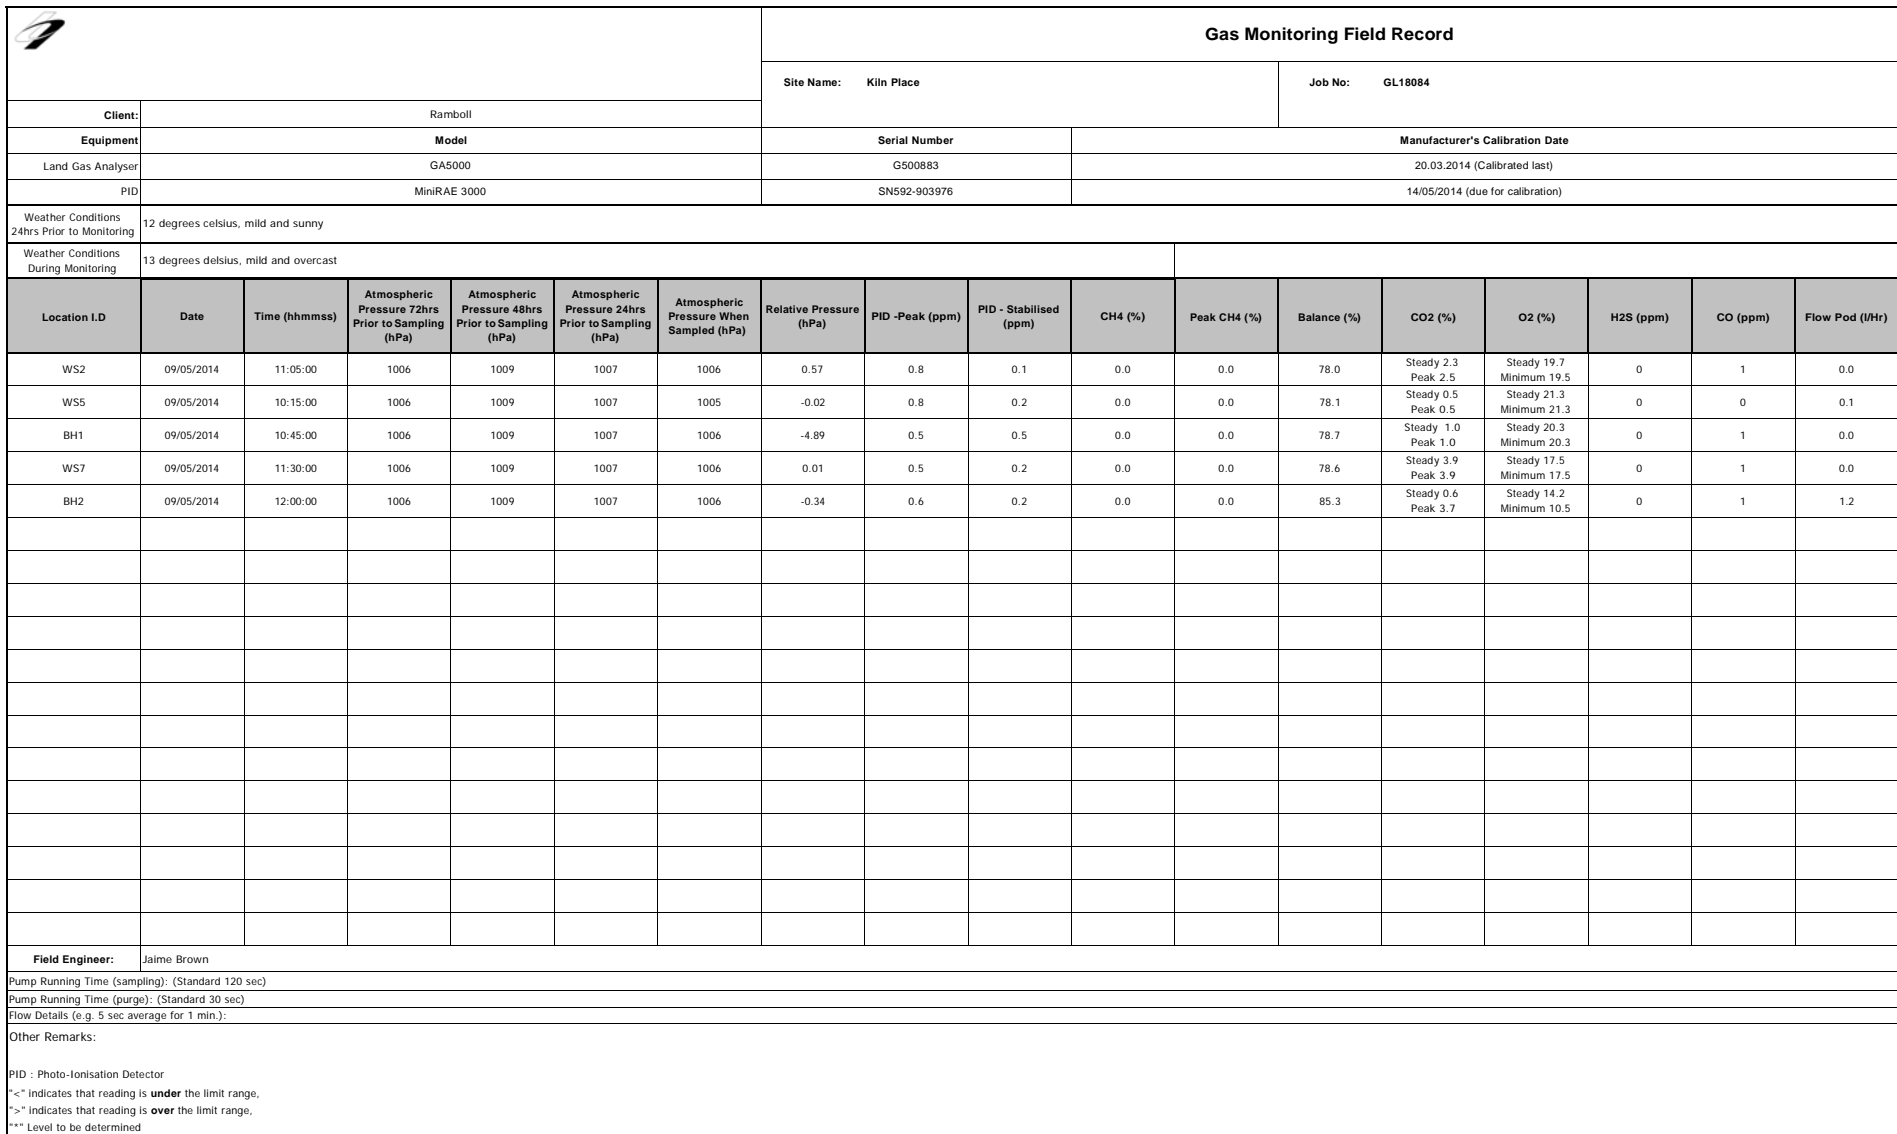 Gas Monitoring Field Record
Site Name: Kiln Place Job No: GL18084
Client: Ramboll
Equipment Model Serial Number Manufacturer's Calibration Date
Land Gas Analyser GA5000 G500883 20.03.2014 (Calibrated last)
PID MiniRAE 3000 SN592-903976 14/05/2014 (due for calibration)
Weather Conditions
24hrs Prior to Monitoring 12 degrees celsius, mild and sunny
Weather Conditions
During Monitoring 13 degrees delsius, mild and overcast
Location I.D Date Time (hhmmss) Atmospheric Pressure 72hrs Prior to Sampling (hPa) Atmospheric Pressure 48hrs Prior to Sampling (hPa) Atmospheric Pressure 24hrs Prior to Sampling (hPa) Atmospheric Pressure When Sampled (hPa) Relative Pressure (hPa) PID -Peak (ppm) PID - Stabilised (ppm) CH4 (%) Peak CH4 (%) Balance (%) CO2 (%) O2 (%) H2S (ppm) CO (ppm) Flow Pod (l/Hr)
WS2 09/05/2014 11:05:00 1006 1009 1007 1006 0.57 0.8 0.1 0.0 0.0 78.0 Steady 2.3 Peak 2.5 Steady 19.7 Minimum 19.5 0 1 0.0
WS5 09/05/2014 10:15:00 1006 1009 1007 1005 -0.02 0.8 0.2 0.0 0.0 78.1 Steady 0.5 Peak 0.5 Steady 21.3 Minimum 21.3 0 0 0.1
BH1 09/05/2014 10:45:00 1006 1009 1007 1006 -4.89 0.5 0.5 0.0 0.0 78.7 Steady 1.0 Peak 1.0 Steady 20.3 Minimum 20.3 0 1 0.0
WS7 09/05/2014 11:30:00 1006 1009 1007 1006 0.01 0.5 0.2 0.0 0.0 78.6 Steady 3.9 Peak 3.9 Steady 17.5 Minimum 17.5 0 1 0.0
BH2 09/05/2014 12:00:00 1006 1009 1007 1006 -0.34 0.6 0.2 0.0 0.0 85.3 Steady 0.6 Peak 3.7 Steady 14.2 Minimum 10.5 0 1 1.2
Field Engineer: Jaime Brown
Pump Running Time (sampling): (Standard 120 sec)
Pump Running Time (purge): (Standard 30 sec)
Flow Details (e.g. 5 sec average for 1 min.):
Other Remarks:
PID : Photo-Ionisation Detector
"<" indicates that reading is under the limit range,
">" indicates that reading is over the limit range,
"*" Level to be determined